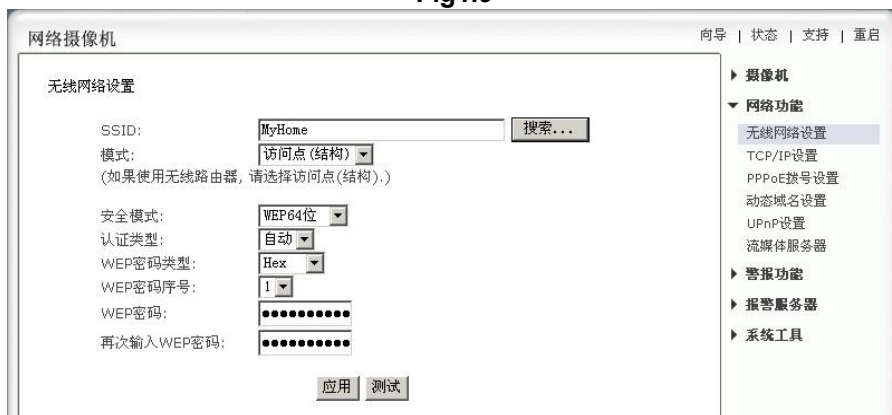 网络摄像机
向导 | 状态 | 支持 | 重启
无线网络设置
SSID: MyHome 搜索...
模式: 访问点(结构)
(如果使用无线路由器, 请选择访问点(结构).)
安全模式: WEP64位
认证类型: 自动
WEP密码类型: Hex
WEP密码序号: 1
WEP密码: ●●●●●●●●●●
再次输入WEP密码: ●●●●●●●●●●
应用 测试
摄像机
网络功能
无线网络设置
TCP/IP设置
PPPoE拨号设置
动态域名设置
UPnP设置
流媒体服务器
警报功能
报警服务器
系统工具